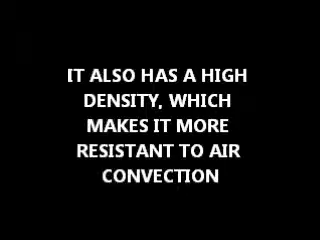 IT ALSO HAS A HIGH
DENSITY, WHICH
MAKES IT MORE
RESISTANT TO AIR
CONVECTION